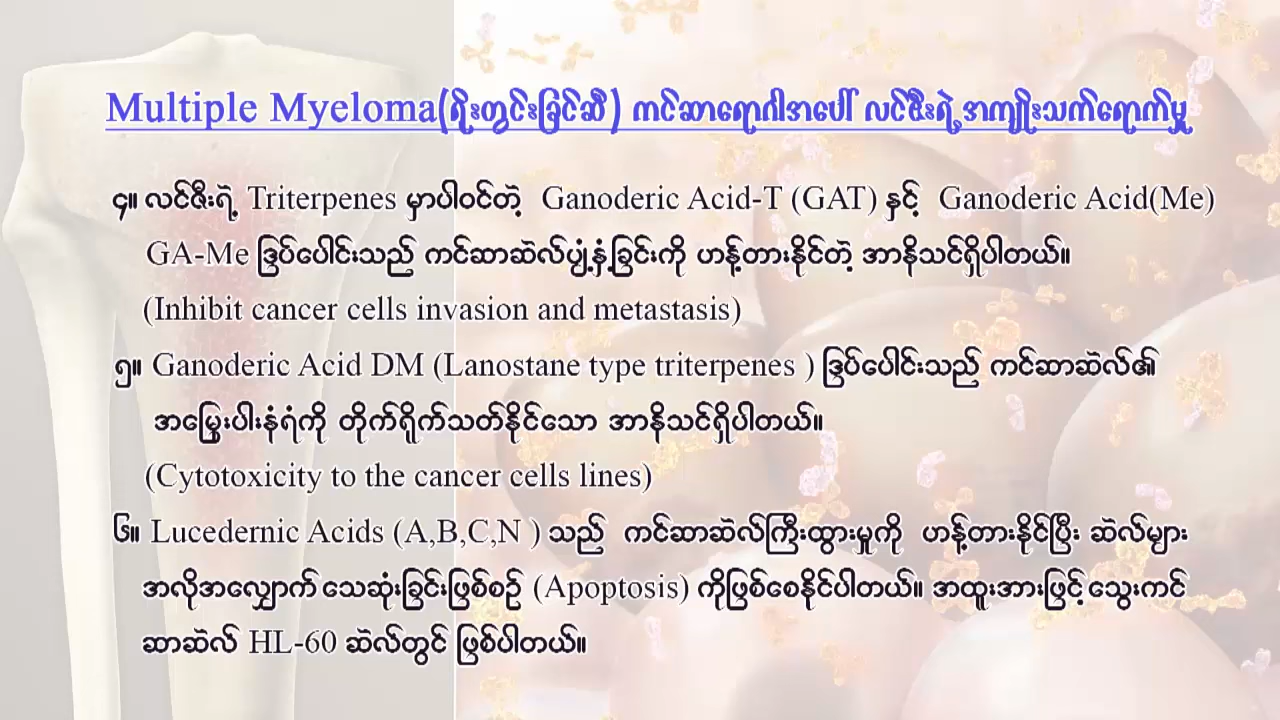 Multiple Myeloma(ရိုးတွင်းခြင်ဆီ) ကင်ဆာရောဂါအပေါ် လင်ဇီးရဲ့ အကျိုးသက်ရောက်မှု
၄။ လင်ဇီးရဲ့ Triterpenes မှာပါဝင်တဲ့ Ganoderic Acid-T (GAT) နှင့် Ganoderic Acid(Me)
GA-Me ဒြပ်ပေါင်းသည် ကင်ဆာဆဲလ်ပျံ့နှံ့ခြင်းကို ဟန့်တားနိုင်တဲ့ အာနိသင်ရှိပါတယ်။
(Inhibit cancer cells invasion and metastasis)
၅။ Ganoderic Acid DM (Lanostane type triterpenes ) ဒြပ်ပေါင်းသည် ကင်ဆာဆဲလ်၏
အမြွှေးပါးနံရံကို တိုက်ရိုက်သတ်နိုင်သော အာနိသင်ရှိပါတယ်။
(Cytotoxicity to the cancer cells lines)
၆။ Lucedernic Acids (A,B,C,N ) သည် ကင်ဆာဆဲလ်ကြီးထွားမှုကို ဟန့်တားနိုင်ပြီး ဆဲလ်များ
အလိုအလျှောက် သေဆုံးခြင်းဖြစ်စဉ် (Apoptosis) ကိုဖြစ်စေနိုင်ပါတယ်။ အထူးအားဖြင့် သွေးကင်
ဆာဆဲလ် HL-60 ဆဲလ်တွင် ဖြစ်ပါတယ်။